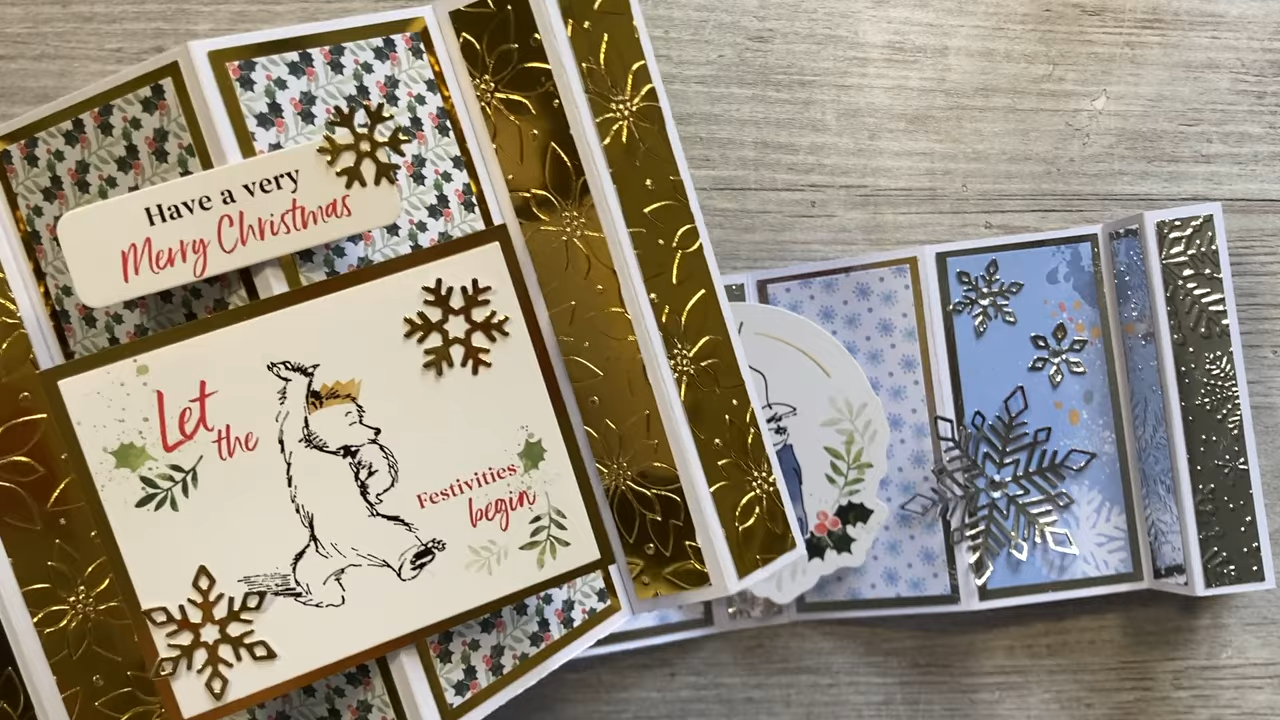 Have a very
Merry Christmas
Let
the
Festivities
begin